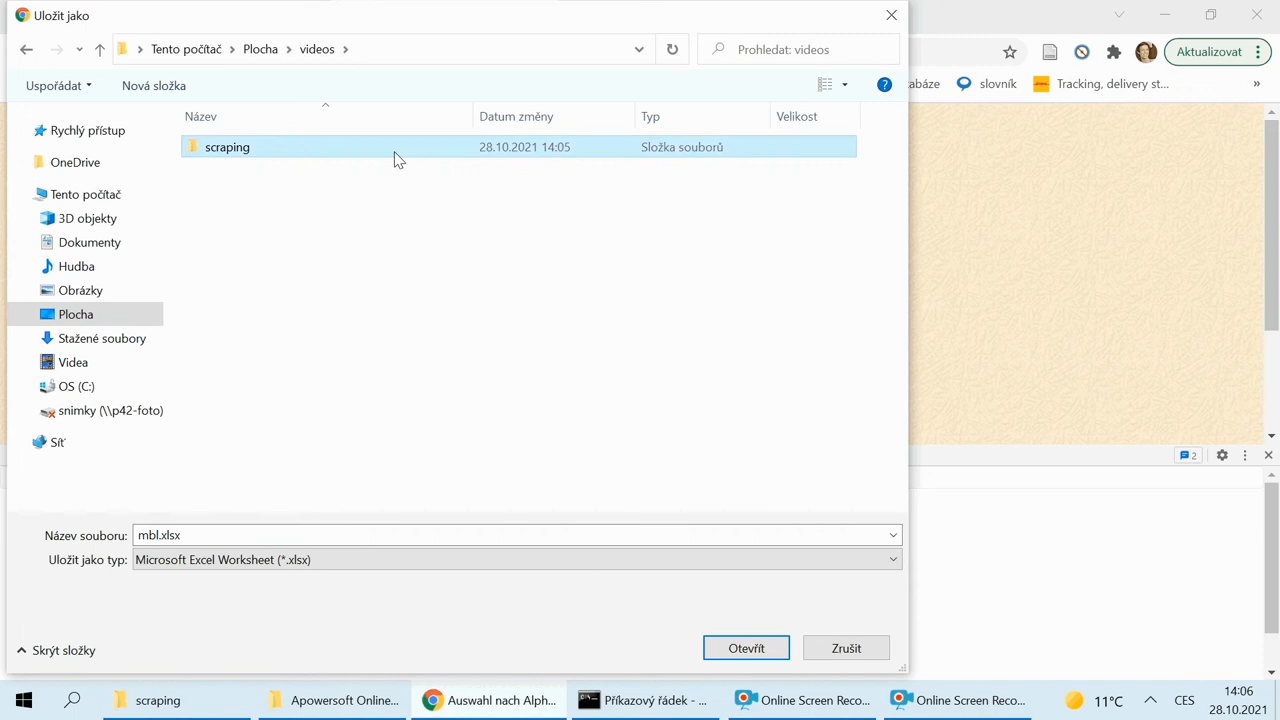 Uložit jako
Tento počítač > Plocha > videos >
Prohledat: videos
Aktualizovat
Uspořádat
Nová složka
abáze
slovník
Tracking, delivery st...
»
Název
Datum změny
Typ
Velikost
scraping
28.10.2021 14:05
Složka souborů
Rychlý přístup
OneDrive
Tento počítač
3D objekty
Dokumenty
Hudba
Obrázky
Plocha
Stažené soubory
Videa
OS (C:)
snimky (\\p42-foto)
Síť
2
Název souboru: mbl.xlsx
Uložit jako typ: Microsoft Excel Worksheet (*.xlsx)
Skrýt složky
Otevřít
Zrušit
scraping
Apowersoft Online...
Auswahl nach Alph...
Příkazový řádek - ...
Online Screen Reco...
Online Screen Reco...
11°C
CES
14:06
28.10.2021